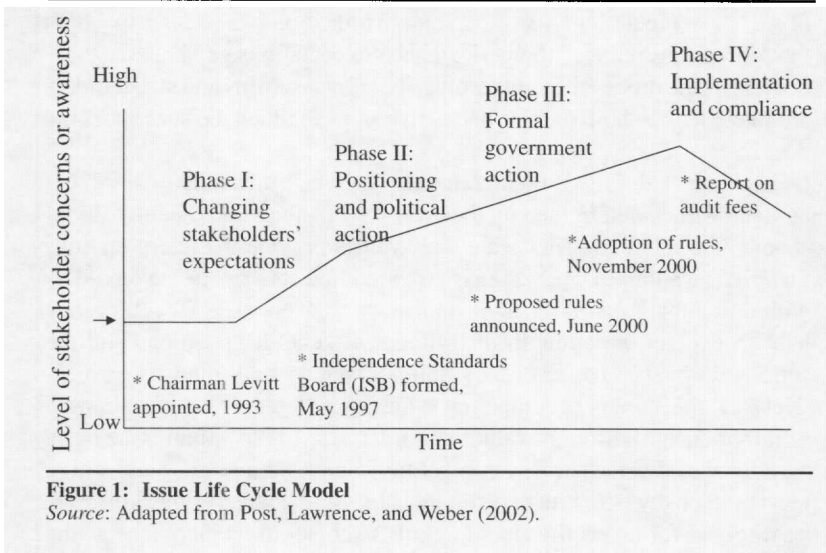 Level of stakeholder concerns or awareness
High
Low
Phase I:
Changing
stakeholders’
expectations
Phase II:
Positioning
and political
action
Phase III:
Formal
government
action
Phase IV:
Implementation
and compliance
* Chairman Levitt
appointed, 1993
* Independence Standards
Board (ISB) formed,
May 1997
* Proposed rules
announced, June 2000
*Adoption of rules,
November 2000
* Report on
audit fees
Time
Figure 1: Issue Life Cycle Model
Source: Adapted from Post, Lawrence, and Weber (2002).